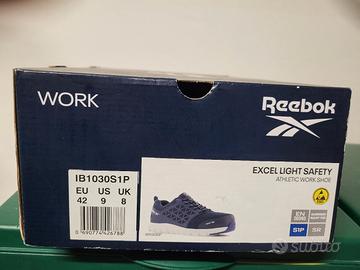 WORK
Reebok
IB1030S1P
EU US UK
42 9 8
EXCEL LIGHT SAFETY
ATHLETIC WORK SHOE
EN
S1P SR
subito